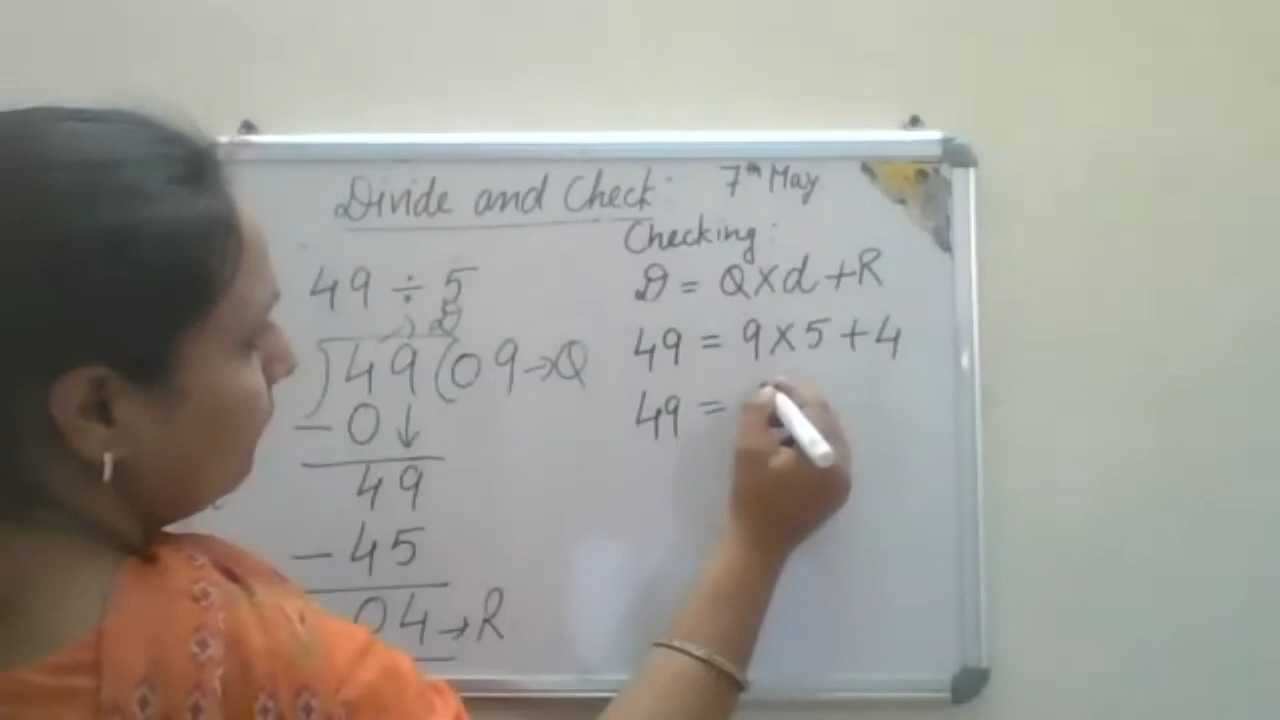 Divide and Check: 7th May
49 ÷ 5
D
)49(09→Q
-0↓
49
-45
04→R
Checking:
D = Q×d+R
49 = 9×5+4
49 =